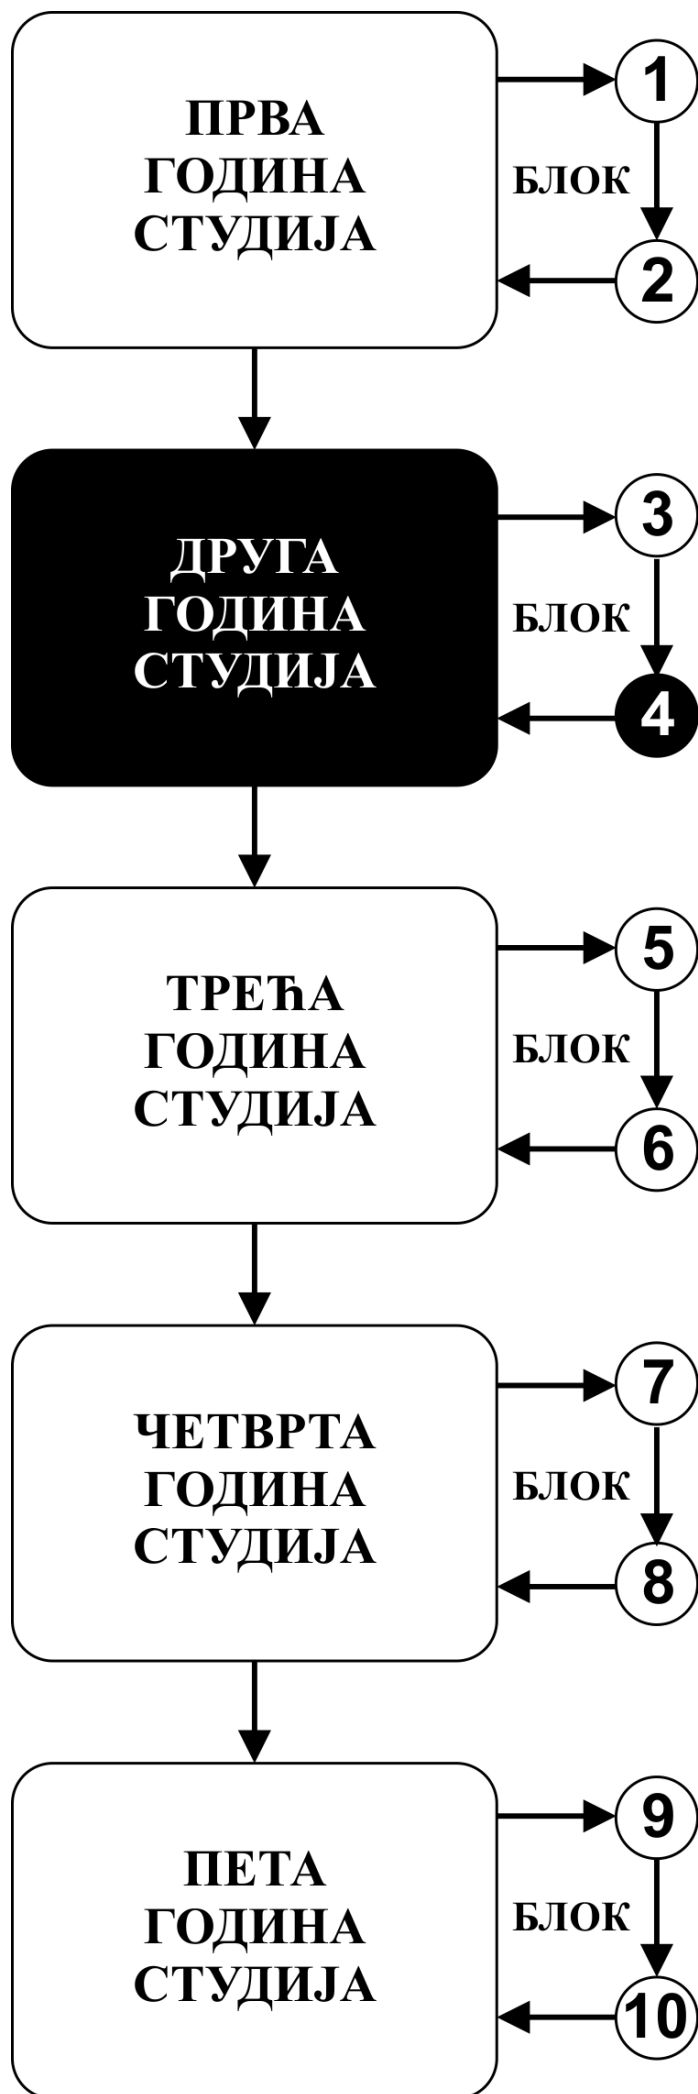 ПРВА
ГОДИНА
СТУДИЈА
1
БЛОК
2
ДРУГА
ГОДИНА
СТУДИЈА
3
БЛОК
4
ТРЕЋА
ГОДИНА
СТУДИЈА
5
БЛОК
6
ЧЕТВРТА
ГОДИНА
СТУДИЈА
7
БЛОК
8
ПЕТА
ГОДИНА
СТУДИЈА
9
БЛОК
10